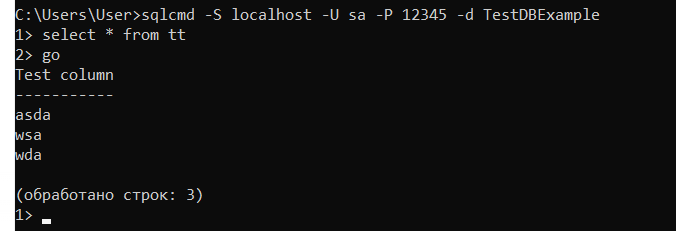 C:\Users\User>sqlcmd -S localhost -U sa -P 12345 -d TestDBExample
1> select * from tt
2> go
Test column
-----------
asda
wsa
wda
(обработано строк: 3)
1>